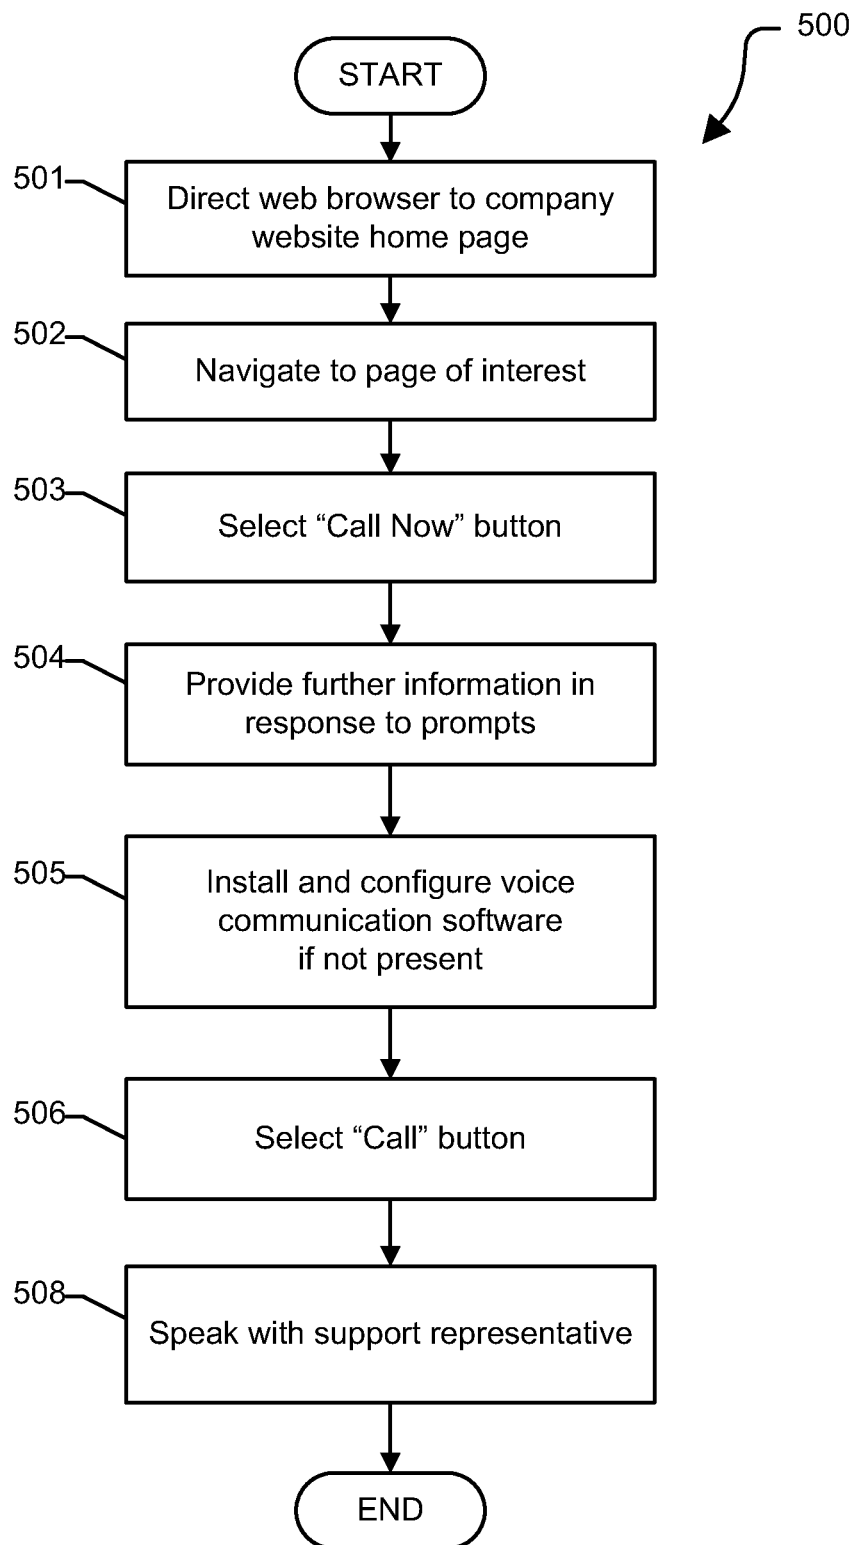 500
START
501
Direct web browser to company
website home page
502
Navigate to page of interest
503
Select “Call Now” button
504
Provide further information in
response to prompts
505
Install and configure voice
communication software
if not present
506
Select “Call” button
508
Speak with support representative
END